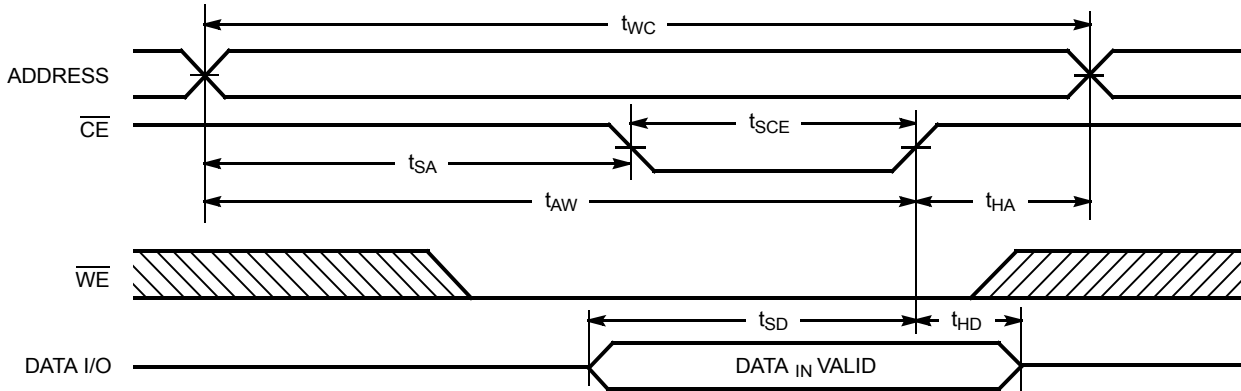 tWC
ADDRESS
CE
tSCE
tSA
tAW
tHA
WE
tSD
tHD
DATA I/O
DATA IN VALID